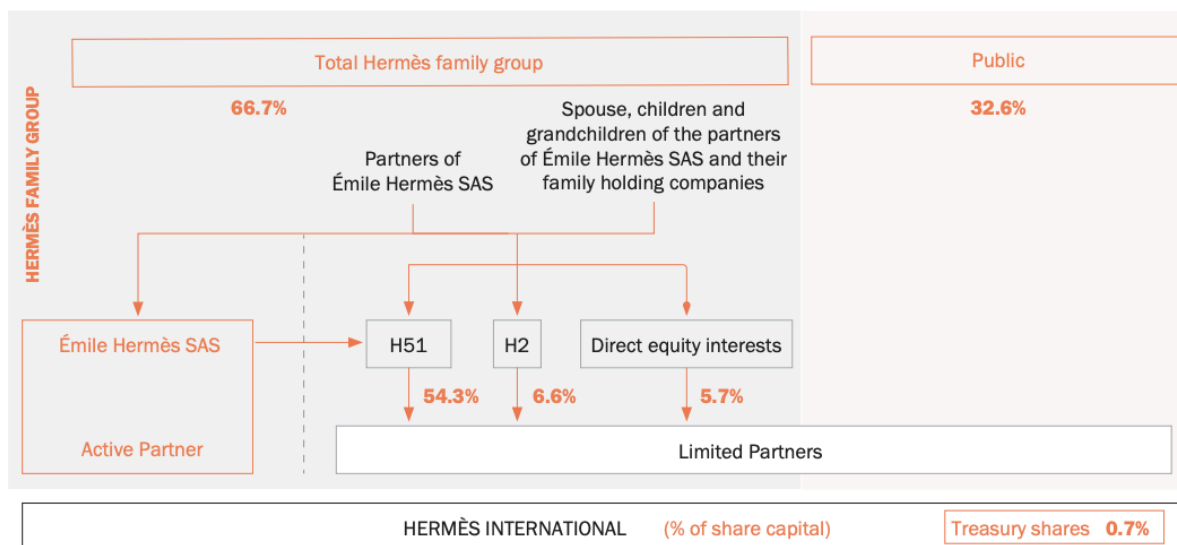 HERMÈS FAMILY GROUP
Total Hermès family group
Public
66.7%
32.6%
Partners of
Émile Hermès SAS
Spouse, children and
grandchildren of the partners
of Émile Hermès SAS and their
family holding companies
Émile Hermès SAS
Active Partner
H51
H2
Direct equity interests
54.3%
6.6%
5.7%
Limited Partners
HERMÈS INTERNATIONAL (% of share capital)
Treasury shares 0.7%